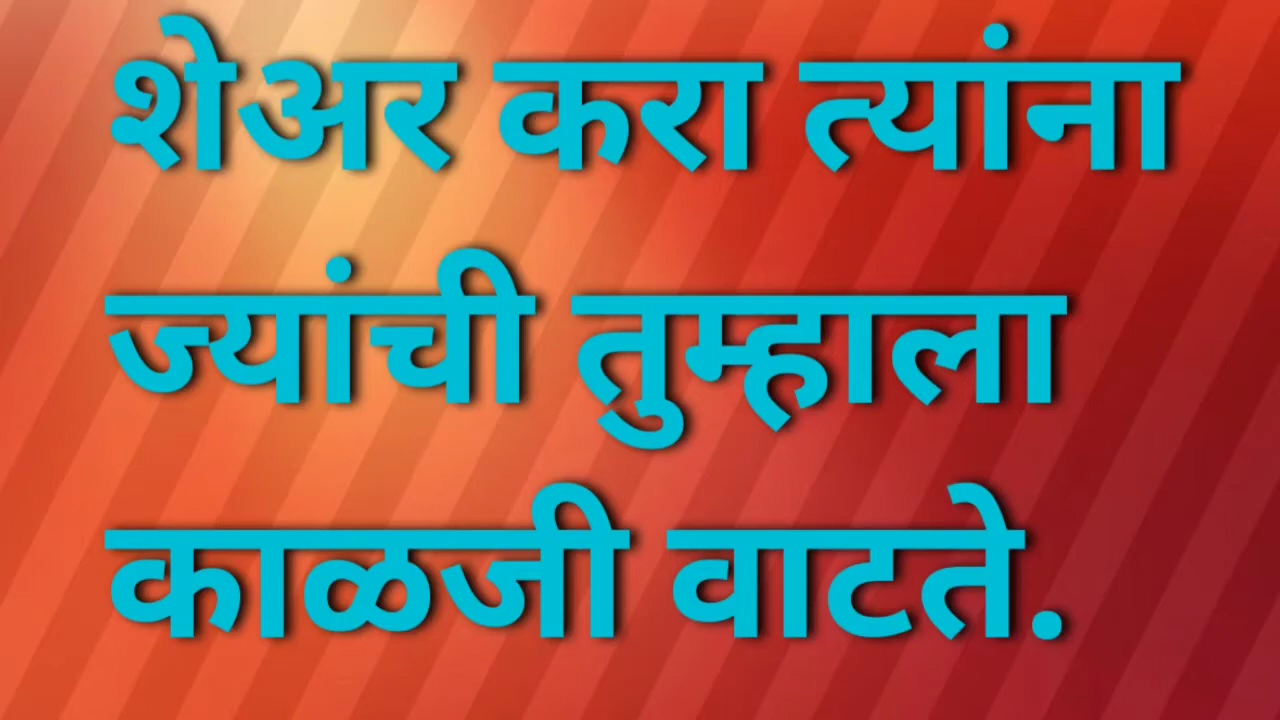 शेअर करा त्यांना
ज्यांची तुम्हाला
काळजी वाटते.